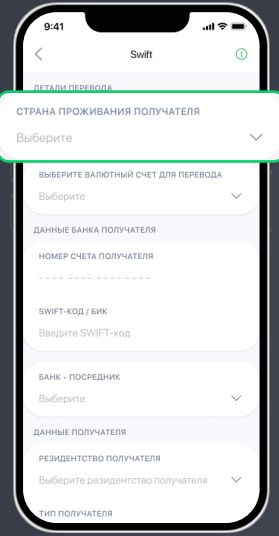 9:41
Swift
ДЕТАЛИ ПЕРЕВОДА
СТРАНА ПРОЖИВАНИЯ ПОЛУЧАТЕЛЯ
Выберите
ВЫБЕРИТЕ ВАЛЮТНЫЙ СЧЕТ ДЛЯ ПЕРЕВОДА
Выберите
ДАННЫЕ БАНКА ПОЛУЧАТЕЛЯ
НОМЕР СЧЕТА ПОЛУЧАТЕЛЯ
---- ---- ---- ----
SWIFT-КОД / БИК
Введите SWIFT-код
БАНК - ПОСРЕДНИК
Выберите
ДАННЫЕ ПОЛУЧАТЕЛЯ
РЕЗИДЕНТСТВО ПОЛУЧАТЕЛЯ
Выберите резидентство получателя
ТИП ПОЛУЧАТЕЛЯ